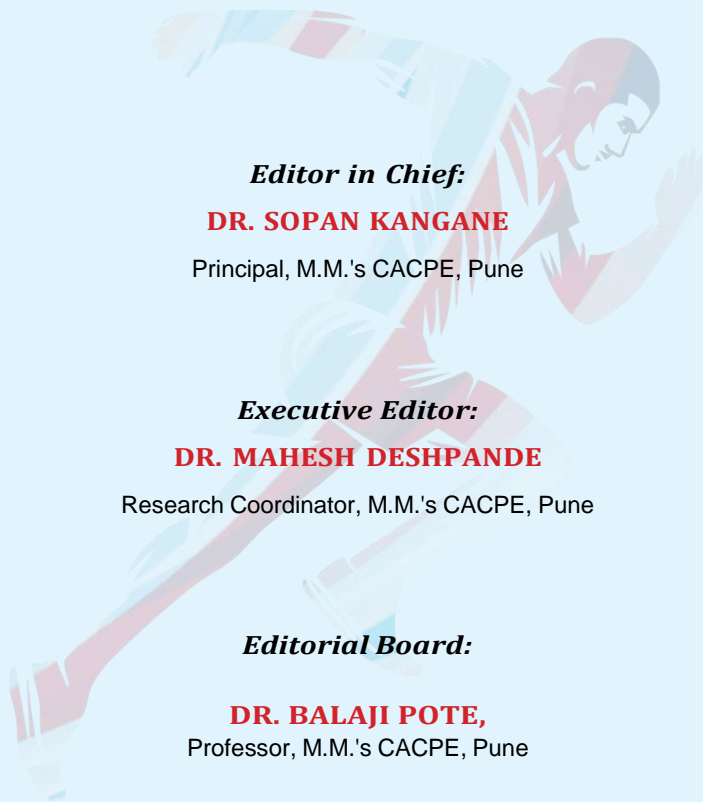 Editor in Chief:
DR. SOPAN KANGANE
Principal, M.M.'s CACPE, Pune
Executive Editor:
DR. MAHESH DESHPANDE
Research Coordinator, M.M.'s CACPE, Pune
Editorial Board:
DR. BALAJI POTE,
Professor, M.M.'s CACPE, Pune